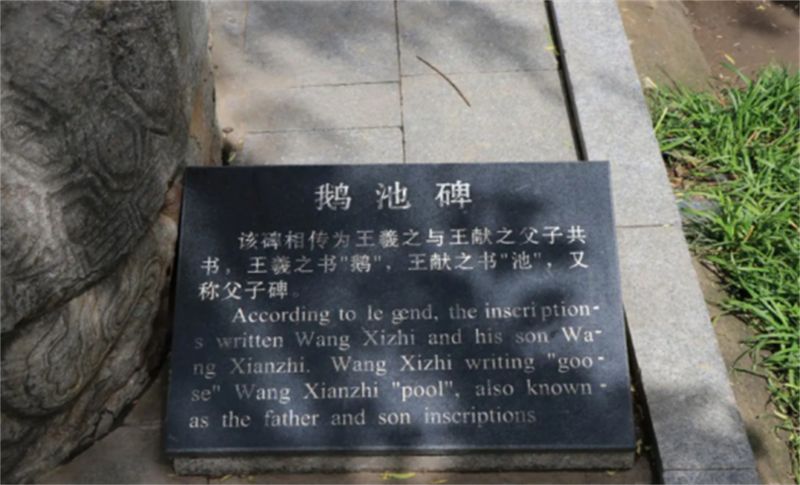 鹅池碑
该碑相传为王羲之与王献之父子共
书，王羲之书"鹅"，王献之书"池"，又
称父子碑。
According to le gend, the inscription-
s written Wang Xizhi and his son Wa-
ng Xianzhi. Wang Xizhi writing "goo-
se" Wang Xianzhi "pool", also known-
as the father and son inscriptions